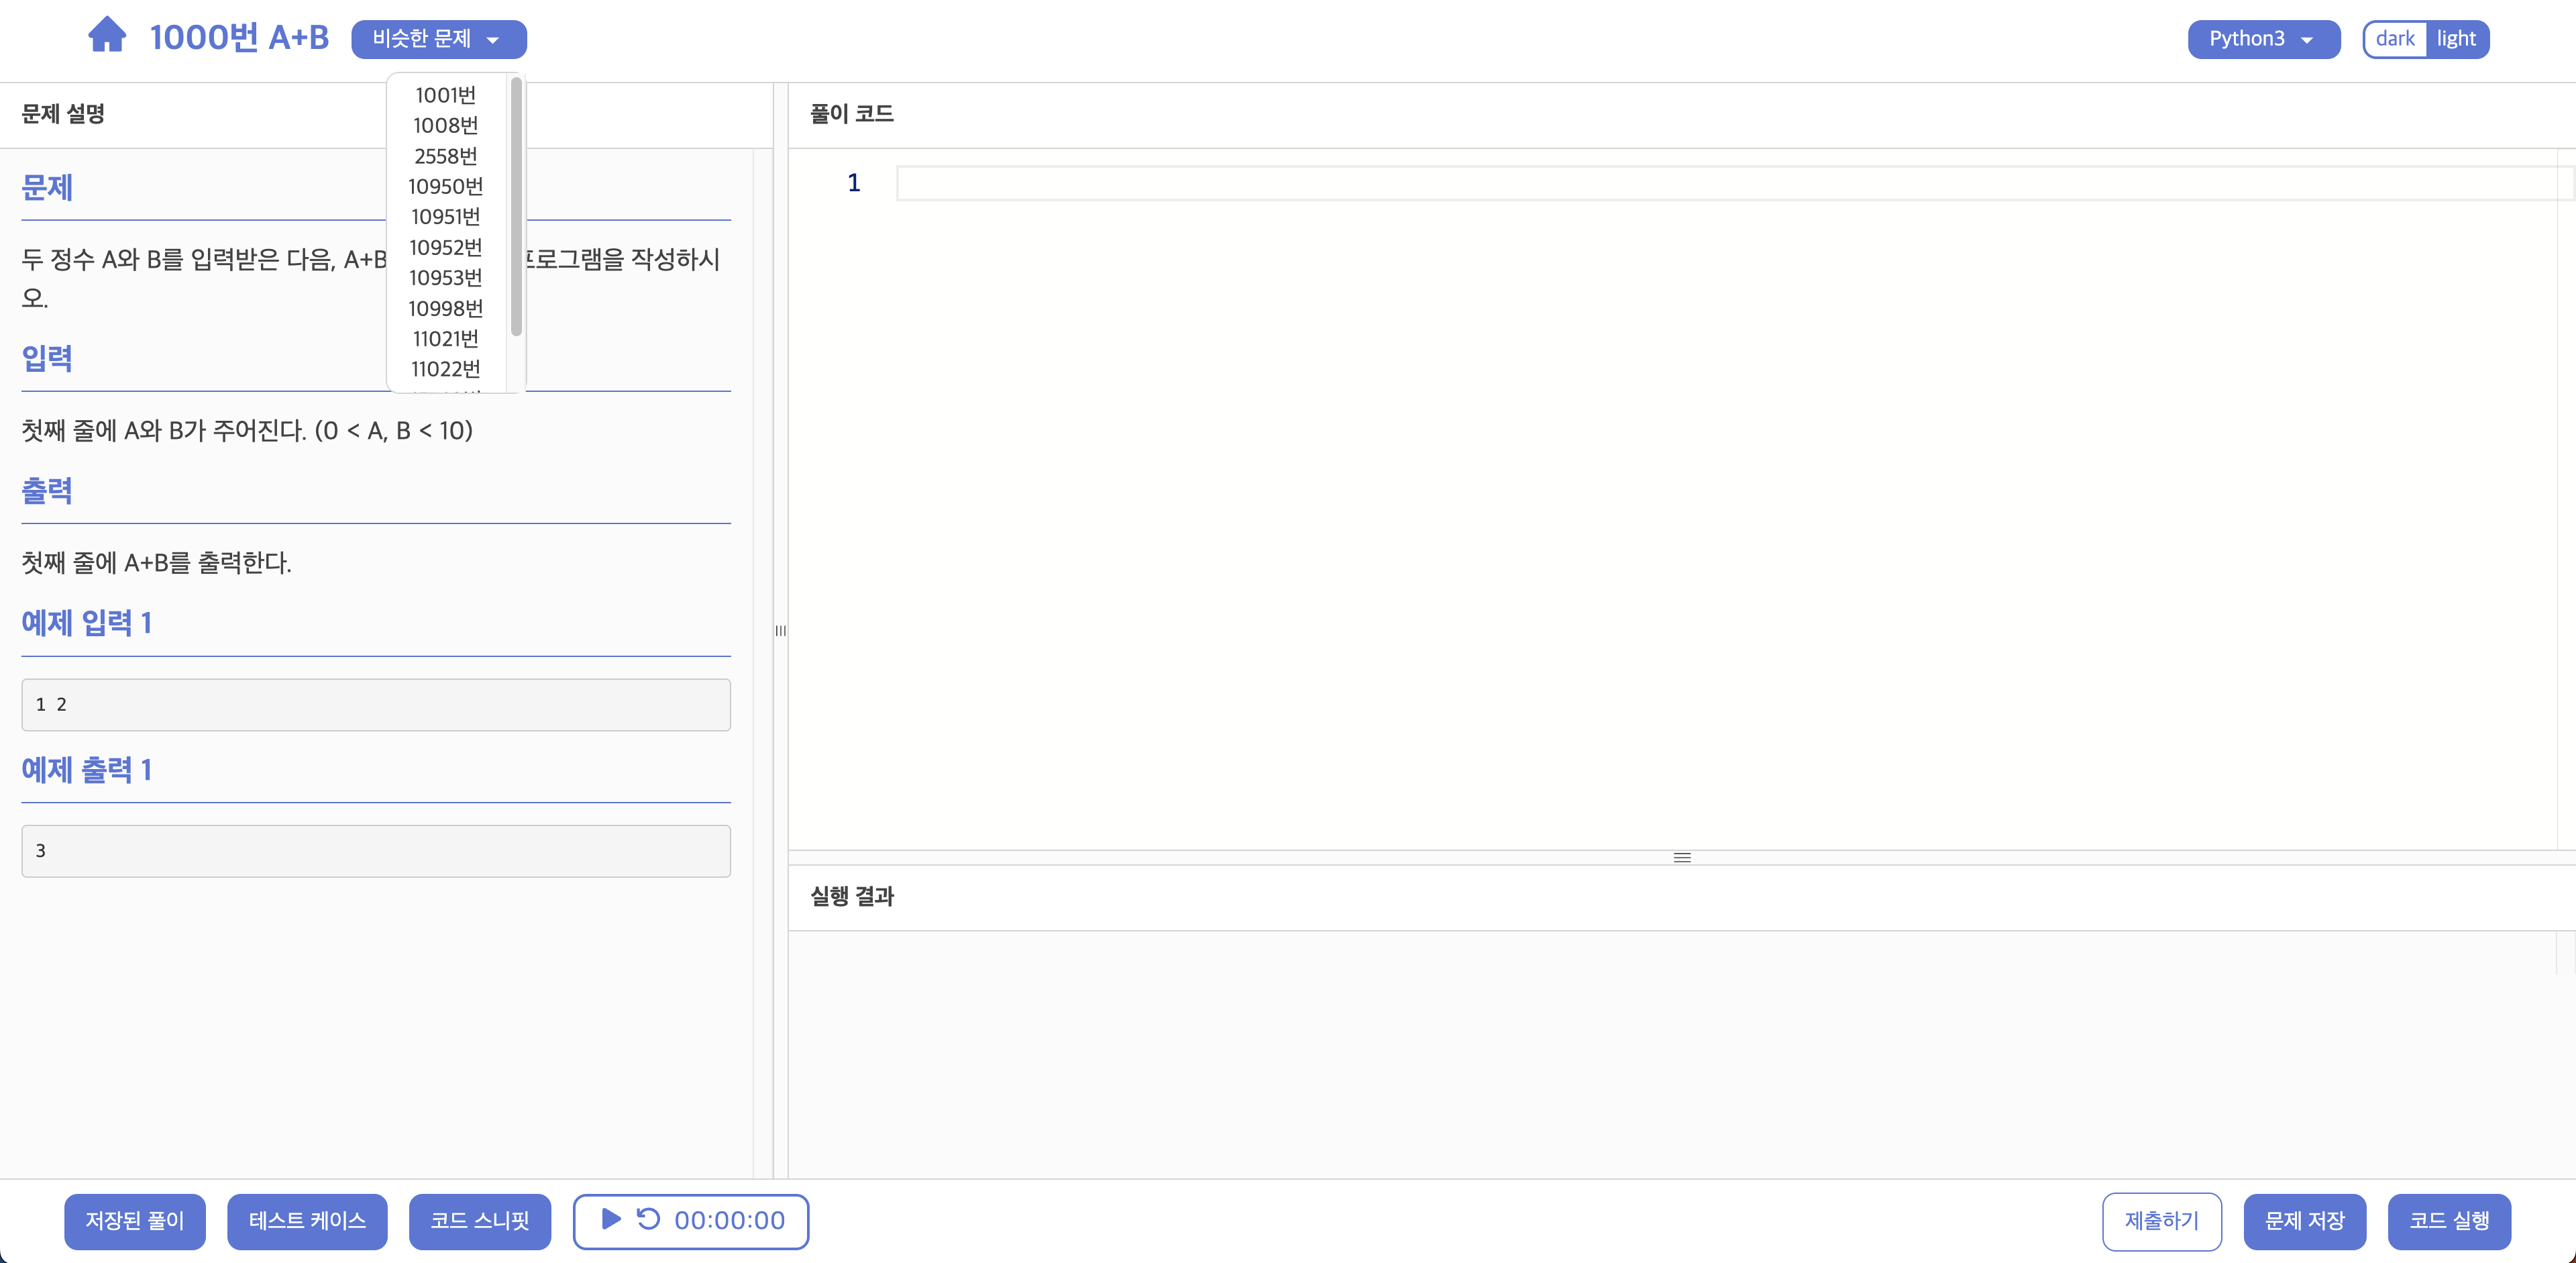 1000번 A+B
비슷한 문제
Python3
dark
light
1001번
1008번
2558번
10950번
10951번
10952번
10953번
10998번
11021번
11022번
문제 설명
문제
두 정수 A와 B를 입력받은 다음, A+B 프로그램을 작성하시
오.
입력
첫째 줄에 A와 B가 주어진다. (0 < A, B < 10)
출력
첫째 줄에 A+B를 출력한다.
예제 입력 1
1 2
예제 출력 1
3
풀이 코드
1
실행 결과
저장된 풀이
테스트 케이스
코드 스니핏
00:00:00
제출하기
문제 저장
코드 실행